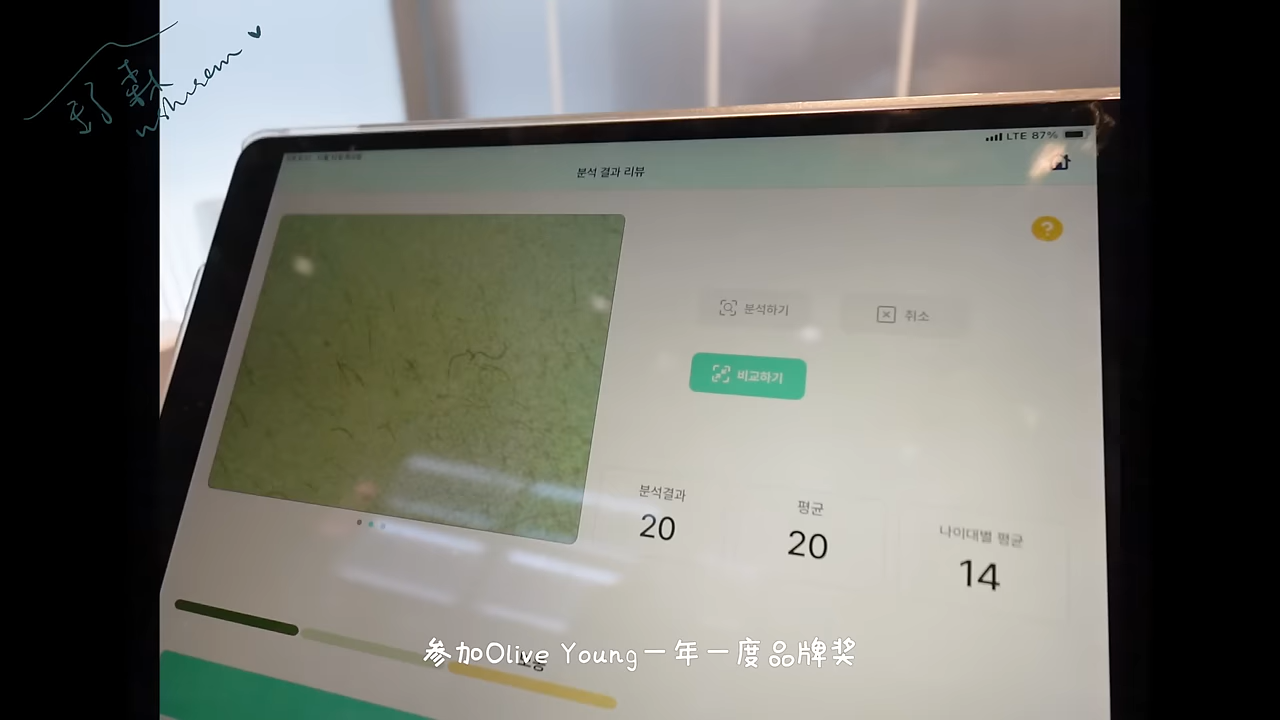 LTE 87%
분석 결과 리뷰
?
분석하기
취소
비교하기
분석결과
20
평균
20
나이대별 평균
14
参加Olive Young一年一度品牌奖